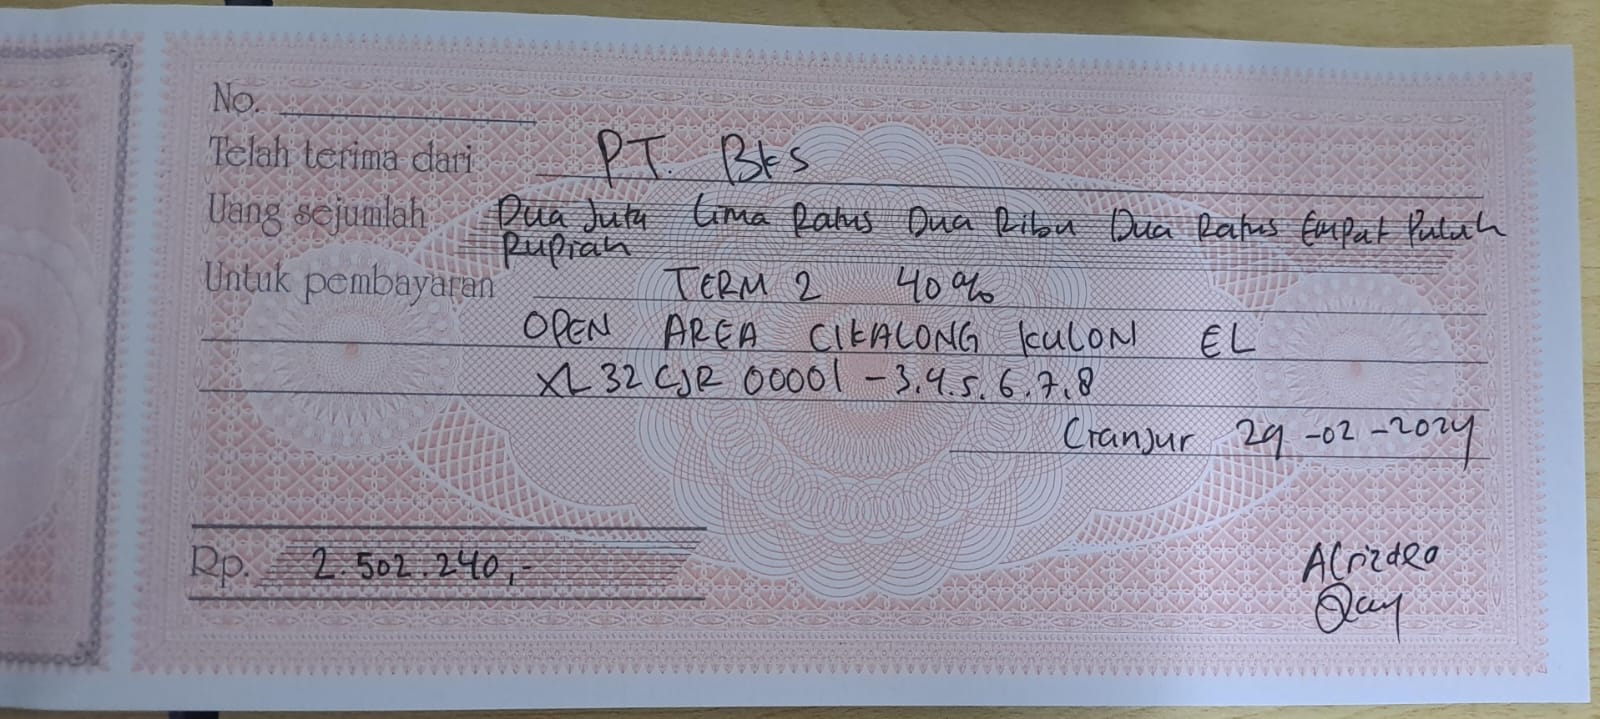 No.
Telah terima dari PT. BkS
Uang sejumlah Dua Juta Lima Ratus Dua Ribu Dua Ratus Empat Puluh
Rupiah
Untuk pembayaran TERM 2 40%
OPEN AREA CIKALONG KULON EL
XL 32 CJR 00001 - 3.4.5.6.7.8
Cianjur 29-02-2024
Rp. 2.502.240,-